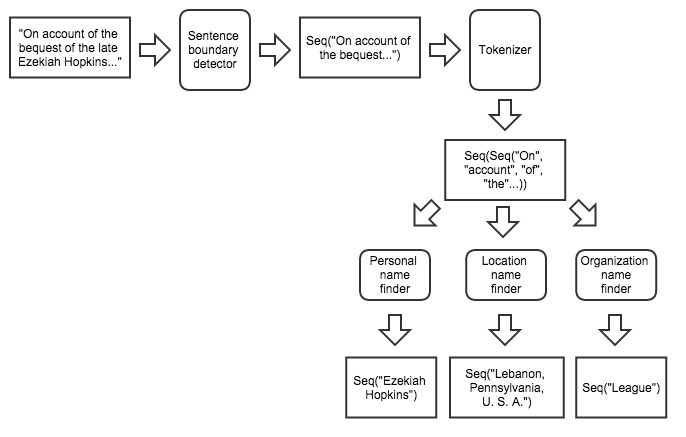 "On account of the
bequest of the late
Ezekiah Hopkins..."
Sentence
boundary
detector
Seq("On account of
the bequest...")
Tokenizer
Seq(Seq("On",
"account", "of",
"the"...))
Personal
name
finder
Location
name
finder
Organization
name
finder
Seq("Ezekiah
Hopkins")
Seq("Lebanon,
Pennsylvania,
U. S. A.")
Seq("League")